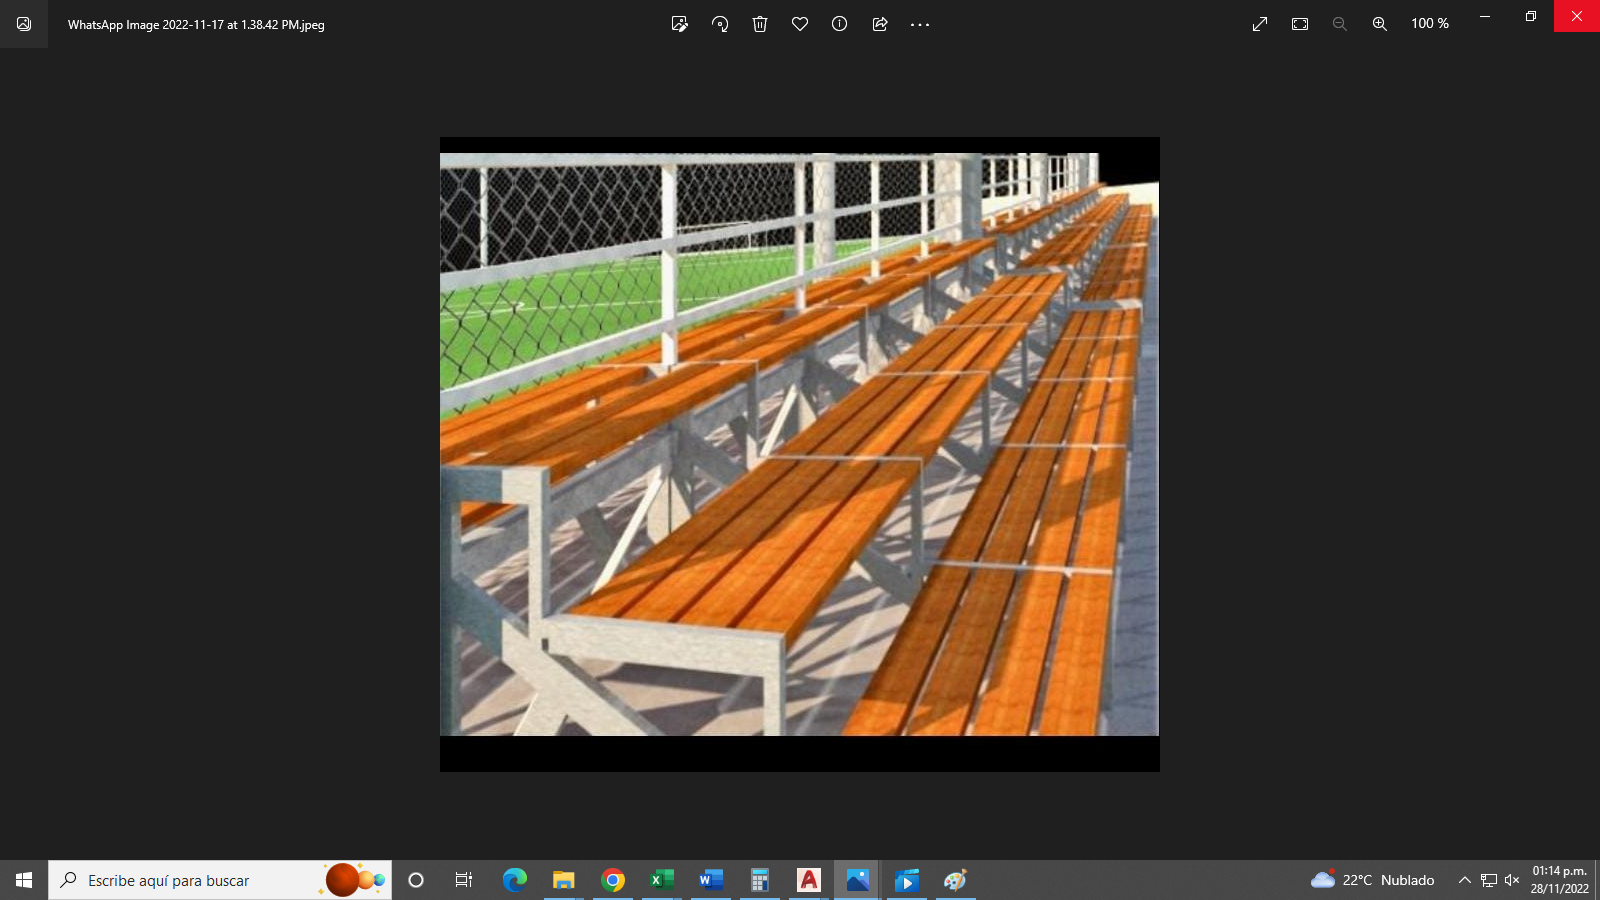 WhatsApp Image 2022-11-17 at 1.38.42 PM.jpeg
100 %
Escribe aquí para buscar
22°C Nublado
01:14 p.m.
28/11/2022